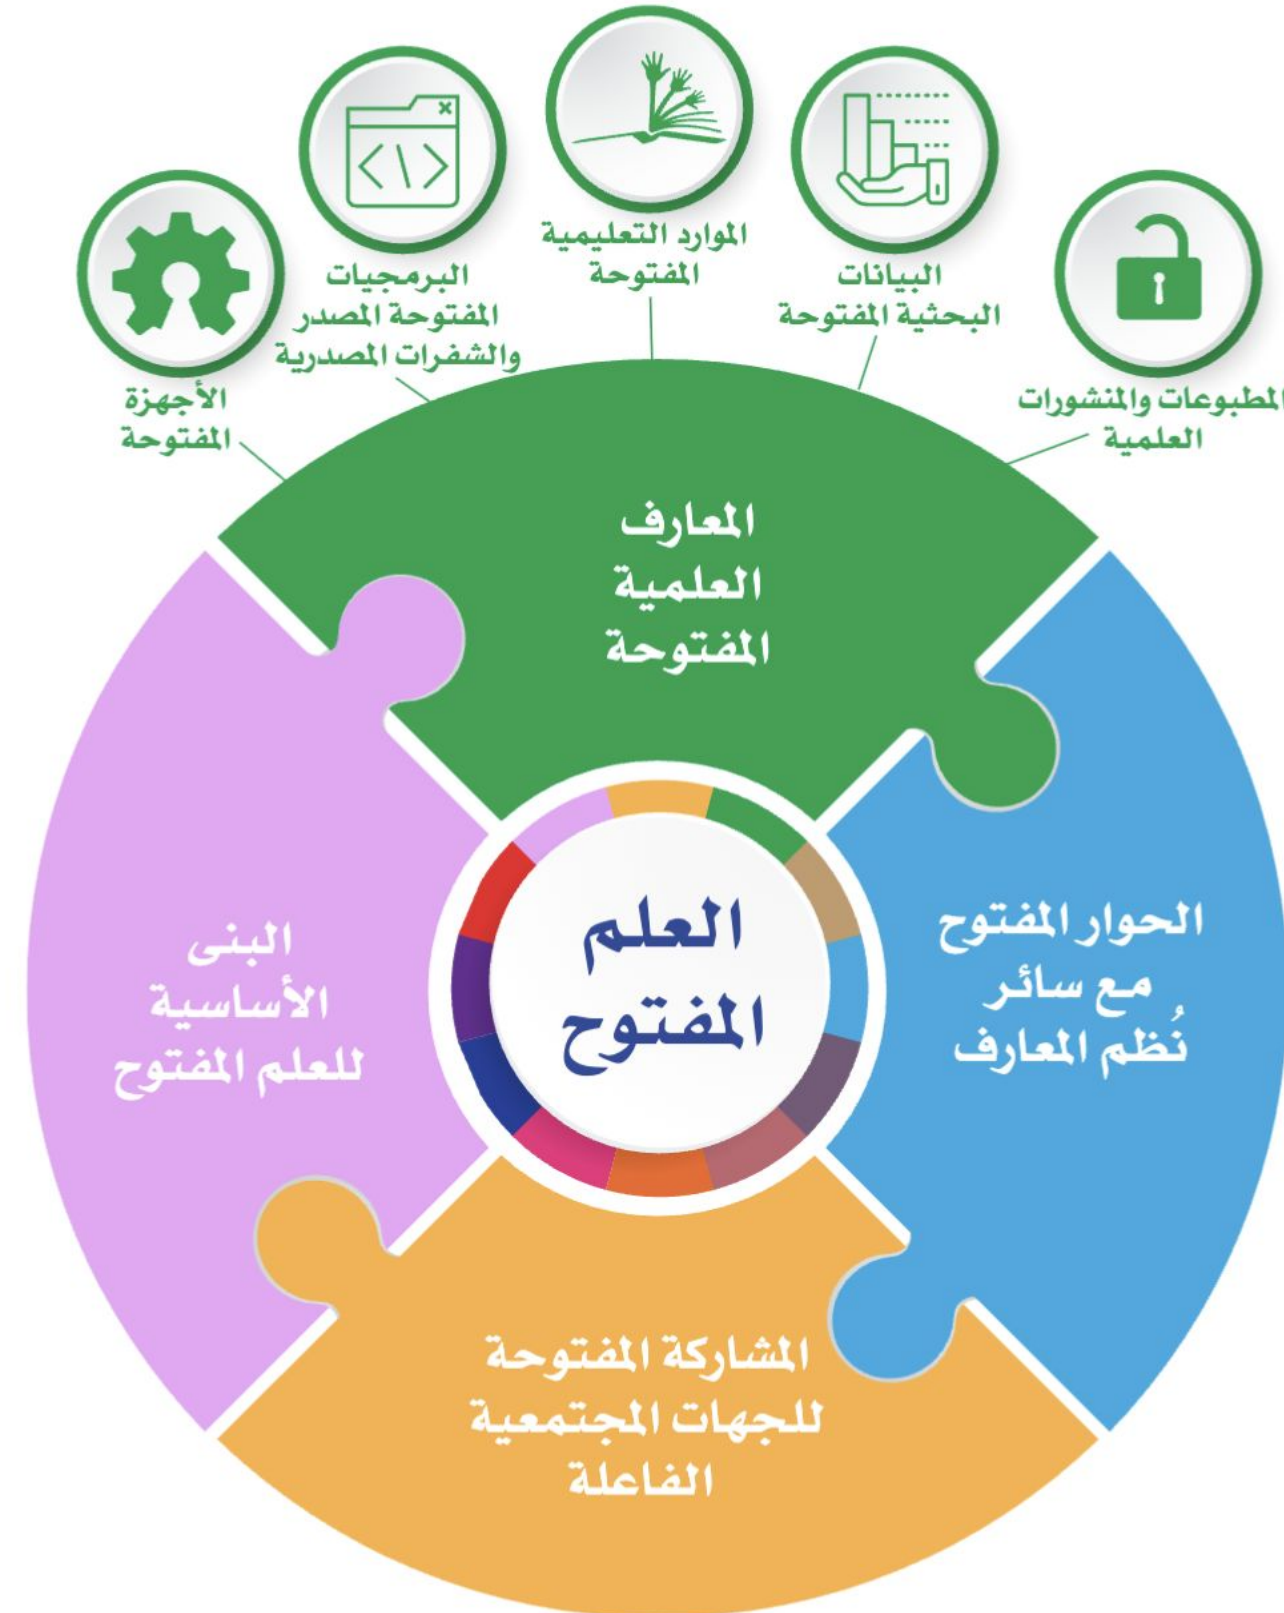 المطبوعات والمنشورات
العلمية
البيانات
البحثية المفتوحة
الموارد التعليمية
المفتوحة
البرمجيات
المفتوحة المصدر
والشفرات المصدرية
الأجهزة
المفتوحة
المعارف
العلمية
المفتوحة
الحوار المفتوح
مع سائر
نُظم المعارف
العلم
المفتوح
البنى
الأساسية
للعلم المفتوح
المشاركة المفتوحة
للجهات المجتمعية
الفاعلة